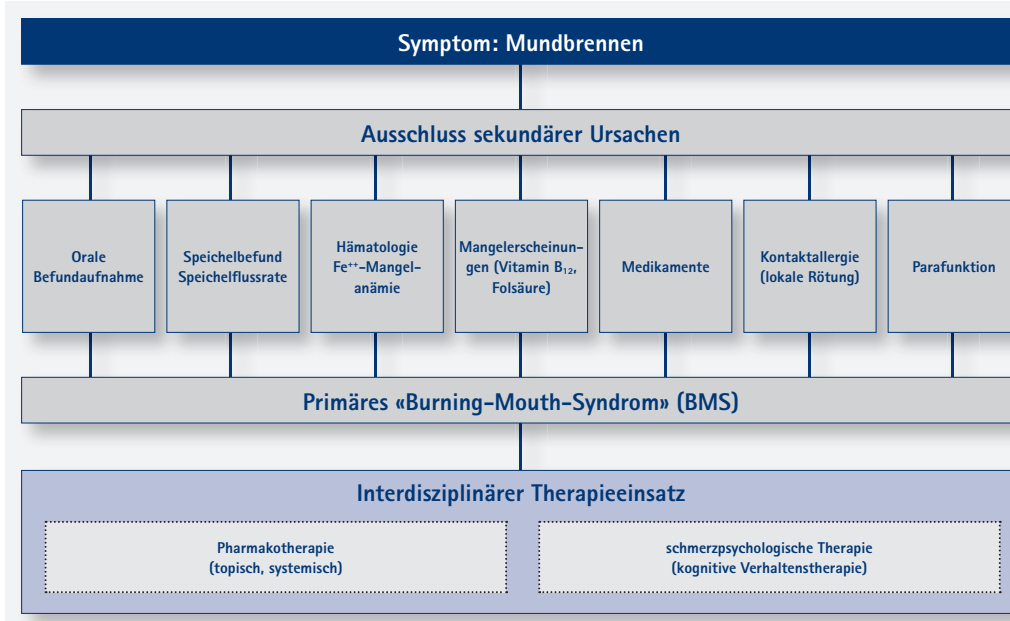 Symptom: Mundbrennen
Ausschluss sekundärer Ursachen
Orale
Befundaufnahme
Speichelbefund
Speichelflussrate
Hämatologie
Fe⁺⁺-Mangel-
anämie
Mangelerscheinun-
gen (Vitamin B₁₂,
Folsäure)
Medikamente
Kontaktallergie
(lokale Rötung)
Parafunktion
Primäres «Burning-Mouth-Syndrom» (BMS)
Interdisziplinärer Therapieeinsatz
Pharmakotherapie
(topisch, systemisch)
schmerzpsychologische Therapie
(kognitive Verhaltenstherapie)